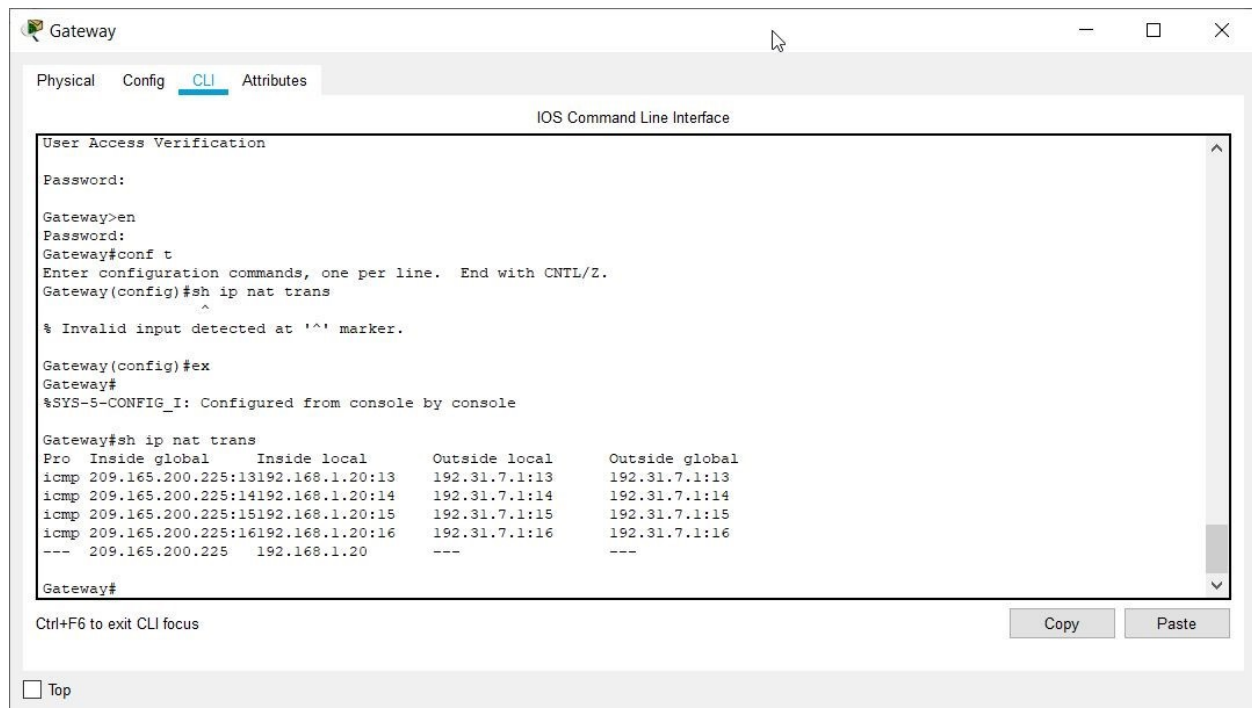 Gateway
Physical Config CLI Attributes
IOS Command Line Interface
User Access Verification
Password:
Gateway>en
Password:
Gateway#conf t
Enter configuration commands, one per line.  End with CNTL/Z.
Gateway(config)#sh ip nat trans
^
% Invalid input detected at '^' marker.
Gateway(config)#ex
Gateway#
%SYS-5-CONFIG_I: Configured from console by console
Gateway#sh ip nat trans
Pro  Inside global     Inside local       Outside local      Outside global
icmp 209.165.200.225:13192.168.1.20:13    192.31.7.1:13      192.31.7.1:13
icmp 209.165.200.225:14192.168.1.20:14    192.31.7.1:14      192.31.7.1:14
icmp 209.165.200.225:15192.168.1.20:15    192.31.7.1:15      192.31.7.1:15
icmp 209.165.200.225:16192.168.1.20:16    192.31.7.1:16      192.31.7.1:16
---  209.165.200.225   192.168.1.20       ---                ---
Gateway#
Ctrl+F6 to exit CLI focus
Copy Paste
Top